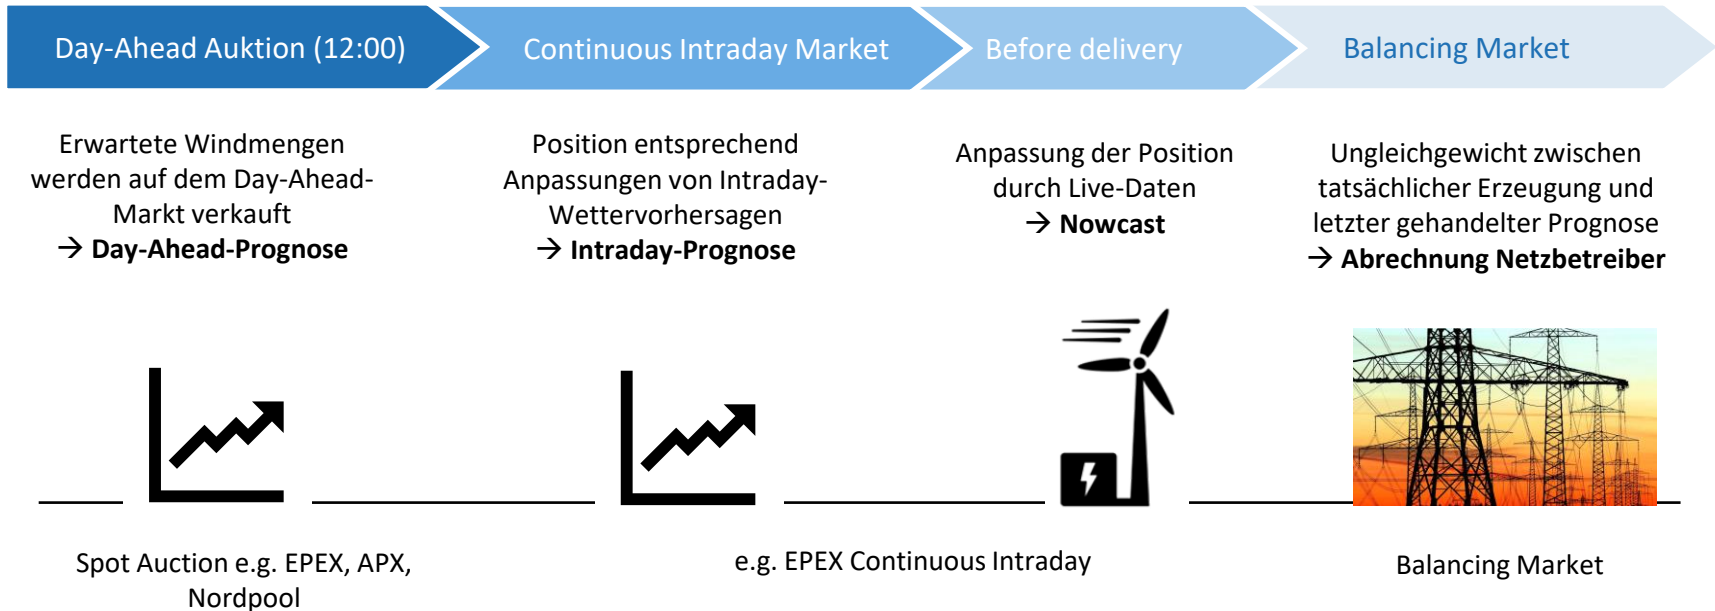 Day-Ahead Auktion (12:00)
Continuous Intraday Market
Before delivery
Balancing Market
Erwartete Windmengen
werden auf dem Day-Ahead-
Markt verkauft
→ Day-Ahead-Prognose
Position entsprechend
Anpassungen von Intraday-
Wettervorhersagen
→ Intraday-Prognose
Anpassung der Position
durch Live-Daten
→ Nowcast
Ungleichgewicht zwischen
tatsächlicher Erzeugung und
letzter gehandelter Prognose
→ Abrechnung Netzbetreiber
Spot Auction e.g. EPEX, APX,
Nordpool
e.g. EPEX Continuous Intraday
Balancing Market